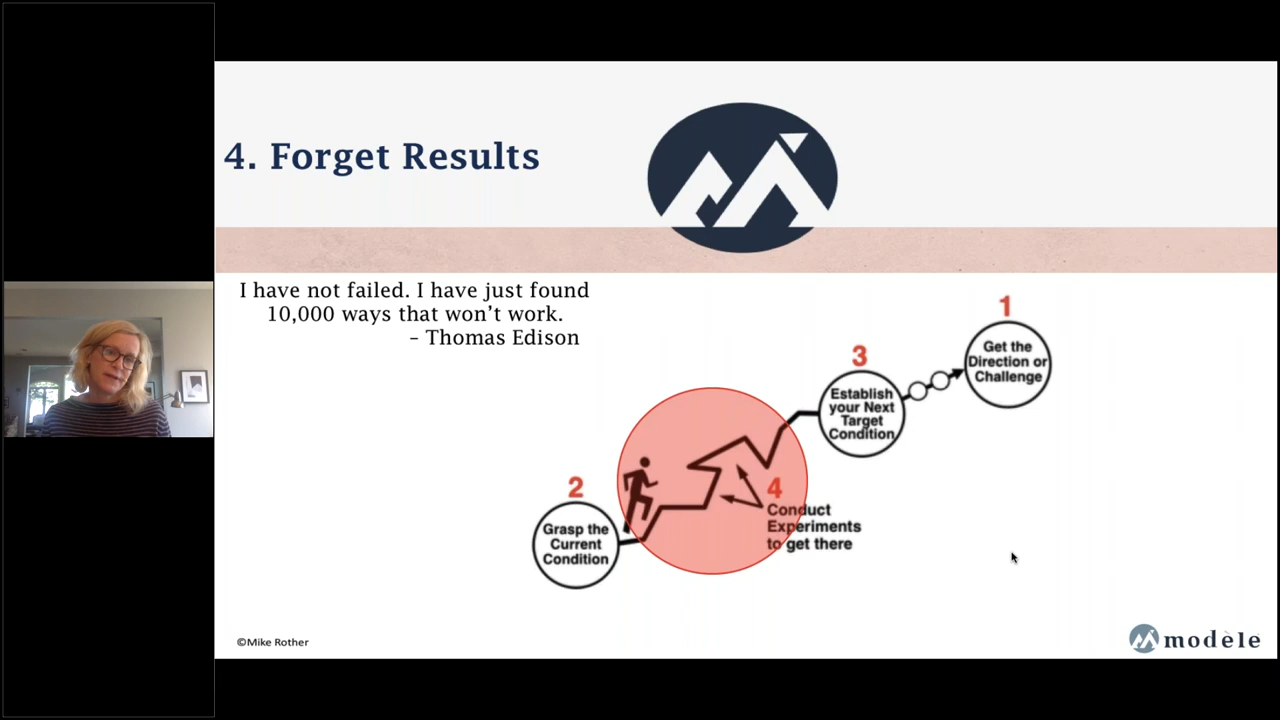 4. Forget Results
I have not failed. I have just found
10,000 ways that won’t work.
– Thomas Edison
1
Get the
Direction or
Challenge
3
Establish
your Next
Target
Condition
2
Grasp the
Current
Condition
4
Conduct
Experiments
to get there
©Mike Rother
modèle